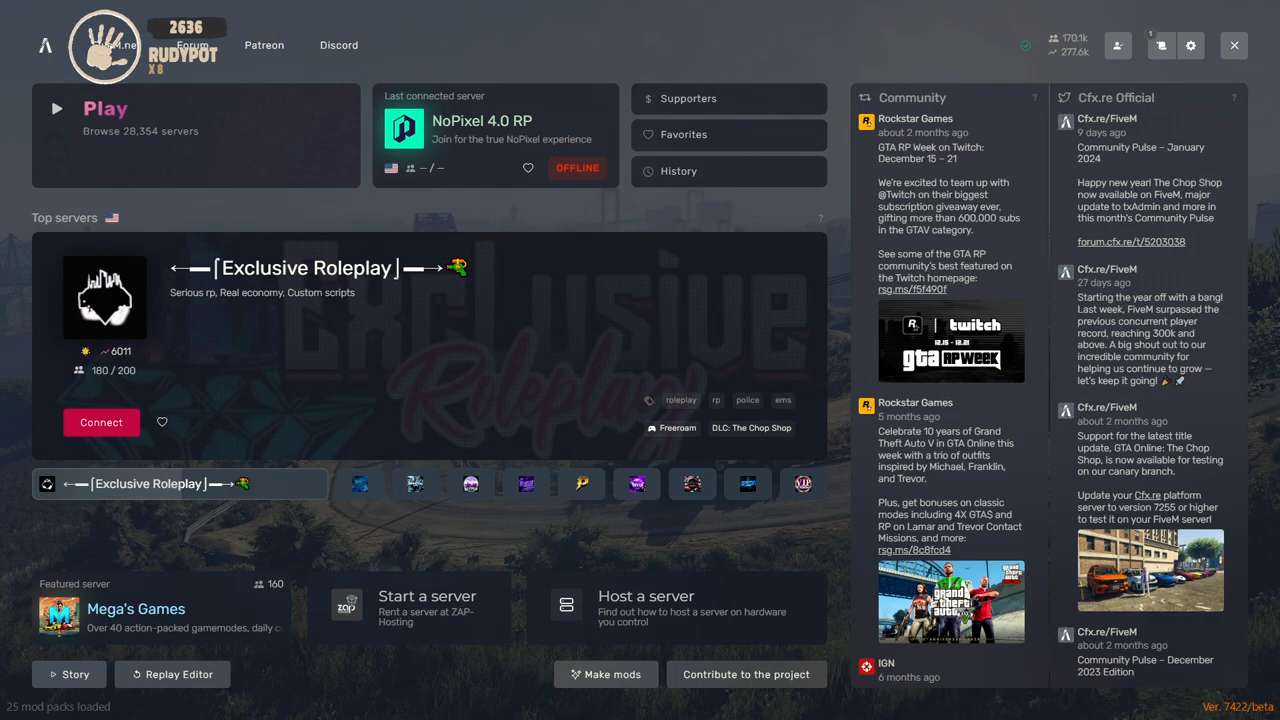 2636
RUDYPOT
X 8
M.ne
Forum
Patreon
Discord
170.1k
277.6k
1
Play
Browse 28,354 servers
Last connected server
NoPixel 4.0 RP
Join for the true NoPixel experience
– / –
OFFLINE
Supporters
Favorites
History
Top servers
?
Exclusive Roleplay
⟵━━⌠Exclusive Roleplay⌡━━⟶
Serious rp, Real economy, Custom scripts
6011
180 / 200
Connect
roleplay
rp
police
ems
Freeroam
DLC: The Chop Shop
⟵━━⌠Exclusive Roleplay⌡━━⟶
VIP
Featured server
160
Mega's Games
Over 40 action-packed gamemodes, daily c
ZAP
Start a server
Rent a server at ZAP-
Hosting
Host a server
Find out how to host a server on hardware
you control
Story
Replay Editor
Make mods
Contribute to the project
25 mod packs loaded
Community
?
Rockstar Games
about 2 months ago
GTA RP Week on Twitch:
December 15 – 21
We're excited to team up with
@Twitch on their biggest
subscription giveaway ever,
gifting more than 600,000 subs
in the GTAV category.
See some of the GTA RP
community's best featured on
the Twitch homepage:
rsg.ms/f5f490f
R★ | twitch
12.15 - 12.21
gta RP WEEK
Rockstar Games
5 months ago
Celebrate 10 years of Grand
Theft Auto V in GTA Online this
week with a trio of outfits
inspired by Michael, Franklin,
and Trevor.
Plus, get bonuses on classic
modes including 4X GTA$ and
RP on Lamar and Trevor Contact
Missions, and more:
rsg.ms/8c8fcd4
grand
theft
auto
IGN
6 months ago
Cfx.re Official
?
Cfx.re/FiveM
9 days ago
Community Pulse – January
2024
Happy new year! The Chop Shop
now available on FiveM, major
update to txAdmin and more in
this month's Community Pulse
forum.cfx.re/t/5203038
Cfx.re/FiveM
27 days ago
Starting the year off with a bang!
Last week, FiveM surpassed the
previous concurrent player
record, reaching 300k and
above. A big shout out to our
incredible community for
helping us continue to grow —
let's keep it going! 🎉 🚀
Cfx.re/FiveM
about 2 months ago
Support for the latest title
update, GTA Online: The Chop
Shop, is now available for testing
on our canary branch.
Update your Cfx.re platform
server to version 7255 or higher
to test it on your FiveM server!
Cfx.re/FiveM
about 2 months ago
Community Pulse – December
2023 Edition
Ver. 7422/beta